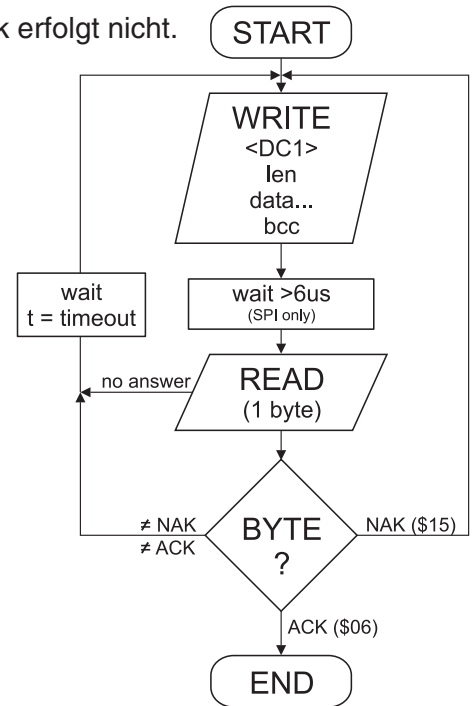 k erfolgt nicht.
START
WRITE
<DC1>
len
data...
bcc
wait
t = timeout
wait >6us
(SPI only)
no answer
READ
(1 byte)
≠ NAK
≠ ACK
BYTE
?
NAK ($15)
ACK ($06)
END